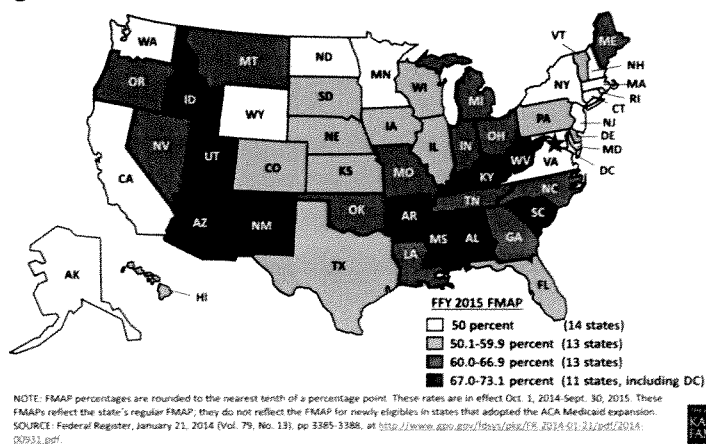 WA
MT
ND
MN
VT
ME
NH
OR
ID
SD
WI
NY
MA
WY
MI
RI
CT
NV
NE
IA
PA
NJ
UT
CO
IL
IN
OH
DE
MD
CA
KS
MO
WV
VA
DC
KY
AZ
NM
OK
AR
TN
NC
SC
MS
AL
GA
AK
TX
LA
HI
FL
FFY 2015 FMAP
50 percent (14 states)
50.1-59.9 percent (13 states)
60.0-66.9 percent (13 states)
67.0-73.1 percent (11 states, including DC)
NOTE: FMAP percentages are rounded to the nearest tenth of a percentage point. These rates are in effect Oct. 1, 2014-Sept. 30, 2015. These
FMAPs reflect the state's regular FMAP; they do not reflect the FMAP for newly eligibles in states that adopted the ACA Medicaid expansion.
SOURCE: Federal Register, January 21, 2014 (Vol. 79, No. 13), pp 3385-3388, at http://www.gpo.gov/fdsys/pkg/FR-2014-01-21/pdf/2014-
00931.pdf.